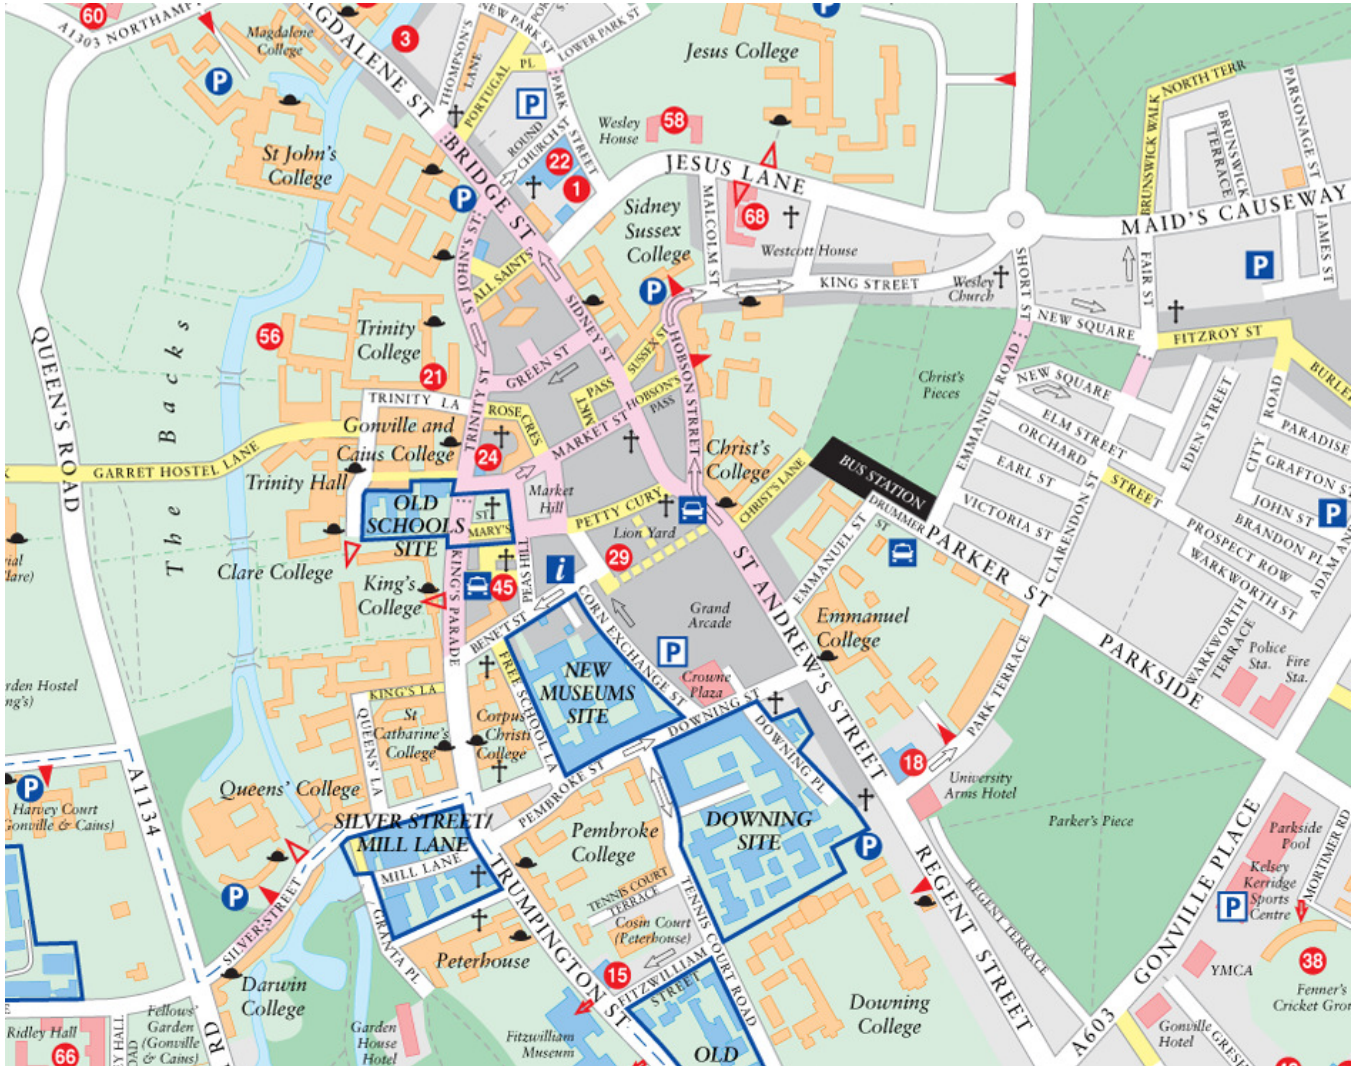 60
A1303 NORTHAMP
Magdalene
College
AGDALENE ST
3
THOMPSON'S
LANE
NEW PARK ST
LOWER PARK ST
PORTUGAL
PL
PARK
STREET
P
P
P
Jesus College
NORTH TERR
PARSONAGE ST
BRUNSWICK
TERRACE
BRUNSWICK WALK
Wesley
House
58
ROUND
CHURCH ST
22
1
St John's
College
BRIDGE ST
P
JESUS LANE
MAID'S CAUSEWAY
MALCOLM ST
68
Westcott House
Sidney
Sussex
College
P
KING STREET
Wesley
Church
SHORT ST
FAIR ST
JAMES ST
P
ST JOHN'S ST
ALL SAINTS'
SIDNEY ST
NEW SQUARE
FITZROY ST
BURLE
The Backs
QUEEN'S ROAD
56
Trinity
College
21
TRINITY ST
GREEN ST
SUSSEX ST
HOBSON STRRET
MKT
PASS
HOBSON'S
PASS
Christ's
Pieces
EMMANUEL ROAD
NEW SQUARE
ELM STREET
ORCHARD
STREET
EARL ST
VICTORIA ST
CLARENDON ST
EDEN STREET
CITY
ROAD
PARADISE
GRAFTON ST
JOHN ST
BRANDON PL
PROSPECT ROW
WARKWORTH ST
WARKWORTH
TERRACE
ADAM AND
P
TRINITY LA
ROSE
CRES
MARKET ST
Gonville and
Caius College
24
GARRET HOSTEL LANE
Trinity Hall
OLD
SCHOOLS
SITE
ST
MARY'S
Market
Hill
PETTY CURY
Lion Yard
Christ's
College
CHRIST'S LANE
BUS STATION
DRUMMER
ST
PARKER ST
PARKSIDE
Clare College
King's
College
KING'S PARADE
45
PEAS HILL
i
29
Grand
Arcade
ST ANDREW'S STREET
EMMANUEL ST
Emmanuel
College
PARK TERRACE
Police
Sta.
Fire
Sta.
BENE'T ST
CORN EXCHANGE ST
P
Crowne
Plaza
NEW
MUSEUMS
SITE
FREE SCHOOL LA
DOWNING ST
DOWNING PL
KING'S LA
QUEENS' LA
St
Catharine's
College
Corpus
Christi
College
PEMBROKE ST
18
University
Arms Hotel
A1134
P
Harvey Court
Gonville & Caius)
Queens' College
SILVER STREET/
MILL LANE
MILL LANE
TRUMPINGTON
ST
Pembroke
College
DOWNING
SITE
P
Parker's Piece
GONVILLE PLACE
Parkside
Pool
MORTIMER RD
Kelsey
Kerridge
Sports
Centre
P
P
SILVER STREET
GRANTA PL
TENNIS COURT
TERRACE
TENNIS COURT ROAD
Cosin Court
(Peterhouse)
REGENT STREET
REGENT TERRACE
38
Fenner's
Cricket Gro
YMCA
Peterhouse
15
FITZWILLIAM
STREET
Darwin
College
Downing
College
Fellows'
Garden
(Gonville
& Caius)
RD
Ridley Hall
66
Garden
House
Hotel
Fitzwilliam
Museum
OLD
A603
Gonville
Hotel
GRESH